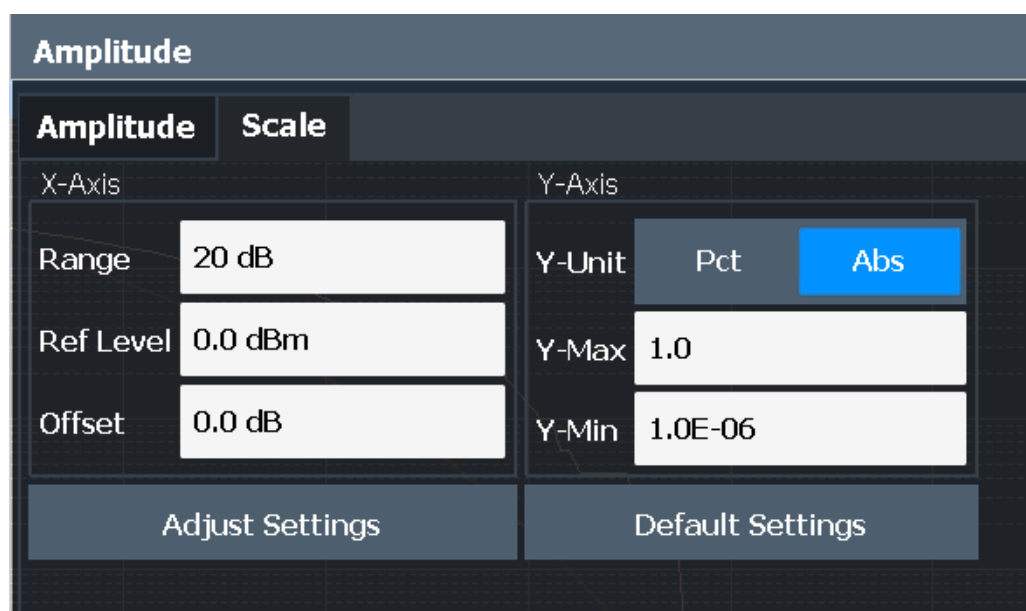 Amplitude
Amplitude Scale
X-Axis
Range 20 dB
Ref Level 0.0 dBm
Offset 0.0 dB
Adjust Settings
Y-Axis
Y-Unit Pct Abs
Y-Max 1.0
Y-Min 1.0E-06
Default Settings